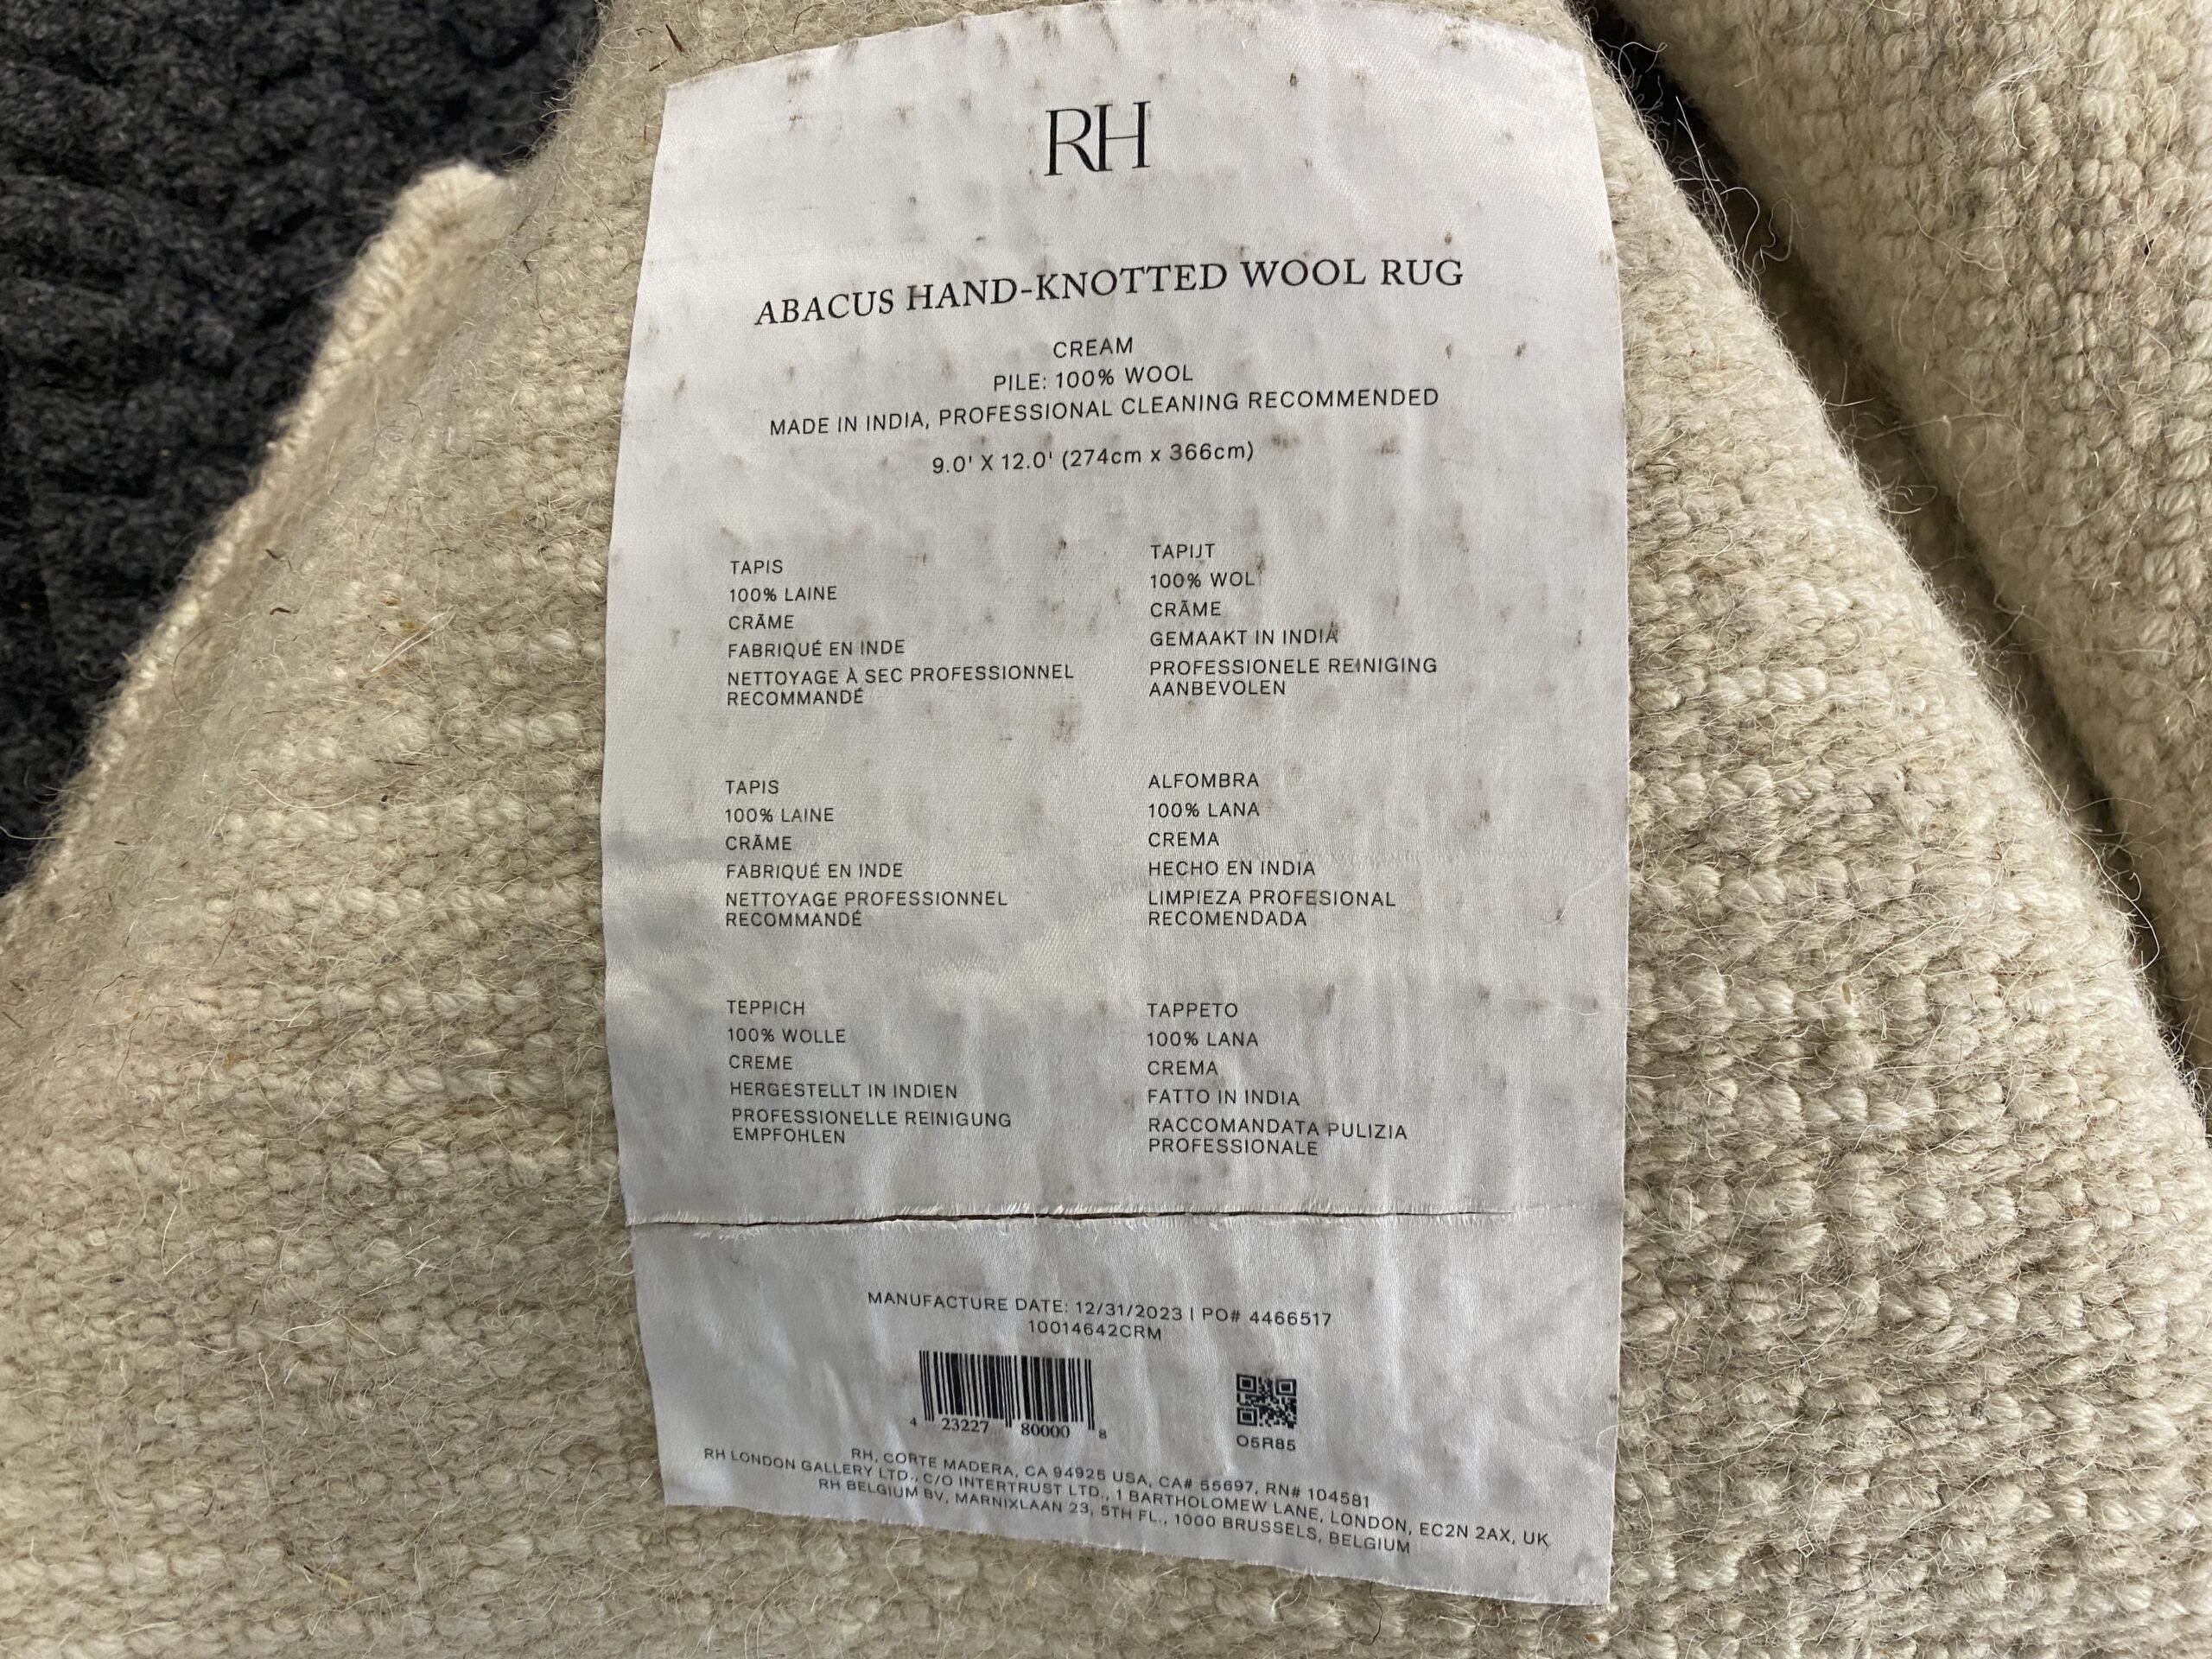 RH
ABACUS HAND-KNOTTED WOOL RUG
CREAM
PILE: 100% WOOL
MADE IN INDIA, PROFESSIONAL CLEANING RECOMMENDED
9.0' X 12.0' (274cm x 366cm)
TAPIS
100% LAINE
CRÃME
FABRIQUÉ EN INDE
NETTOYAGE À SEC PROFESSIONNEL
RECOMMANDÉ
TAPIJT
100% WOL
CRÃME
GEMAAKT IN INDIA
PROFESSIONELE REINIGING
AANBEVOLEN
TAPIS
100% LAINE
CRÃME
FABRIQUÉ EN INDE
NETTOYAGE PROFESSIONNEL
RECOMMANDÉ
ALFOMBRA
100% LANA
CREMA
HECHO EN INDIA
LIMPIEZA PROFESIONAL
RECOMENDADA
TEPPICH
100% WOLLE
CREME
HERGESTELLT IN INDIEN
PROFESSIONELLE REINIGUNG
EMPFOHLEN
TAPPETO
100% LANA
CREMA
FATTO IN INDIA
RACCOMANDATA PULIZIA
PROFESSIONALE
MANUFACTURE DATE: 12/31/2023 | PO# 4466517
10014642CRM
4 23227 80000 8
O5R85
RH, CORTE MADERA, CA 94925 USA, CA# 55697, RN# 104581
RH LONDON GALLERY LTD., C/O INTERTRUST LTD., 1 BARTHOLOMEW LANE, LONDON, EC2N 2AX, UK
RH BELGIUM BV, MARNIXLAAN 23, 5TH FL., 1000 BRUSSELS, BELGIUM